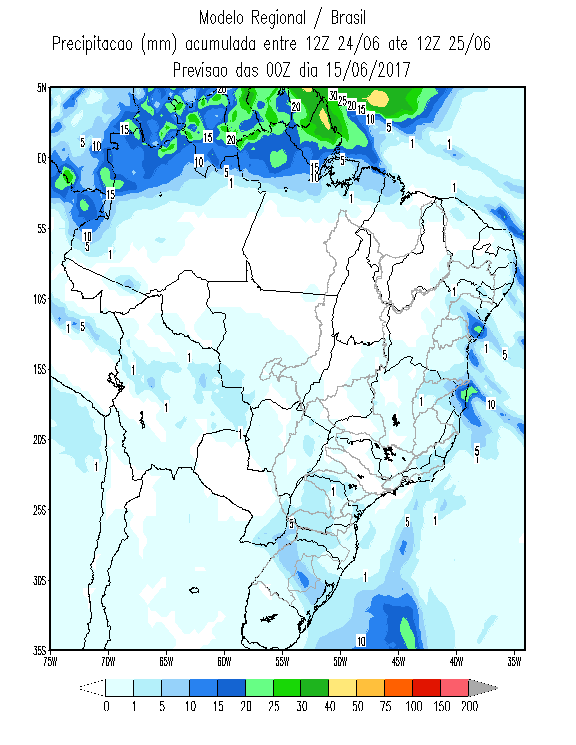 Modelo Regional / Brasil
Precipitacao (mm) acumulada entre 12Z 24/06 ate 12Z 25/06
Previsao das 00Z dia 15/06/2017
5N
EQ
5S
10S
15S
20S
25S
30S
35S
20
30
25
20
15
10
5
20
15
15
20
5
10
1
1
10
5
15
10
5
1
1
15
1
10
5
1
1
1
5
1
5
1
1
1
1
10
1
5
1
1
1
5
5
1
1
10
75W
70W
65W
60W
55W
50W
45W
40W
35W
0
1
5
10
15
20
25
30
40
50
75
100
150
200